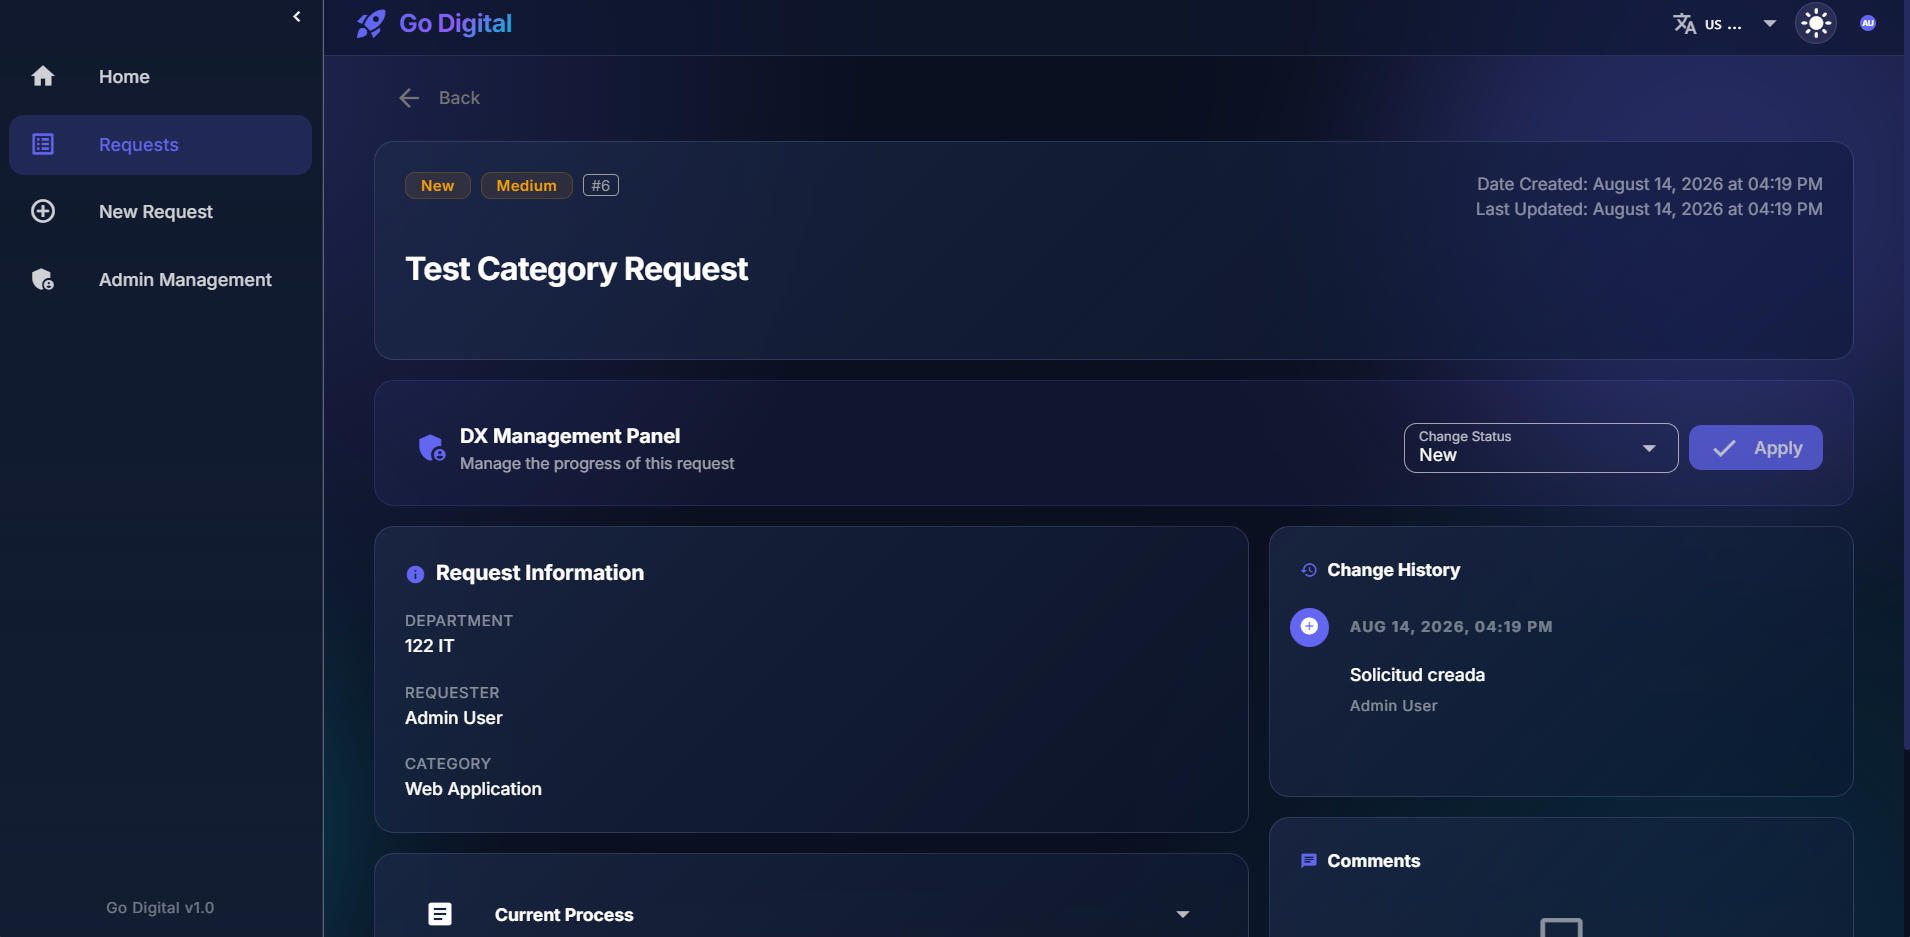 Home
Requests
New Request
Admin Management
Go Digital v1.0
Go Digital
US ...
AU
Back
New
Medium
#6
Date Created: August 14, 2026 at 04:19 PM
Last Updated: August 14, 2026 at 04:19 PM
Test Category Request
DX Management Panel
Manage the progress of this request
Change Status
New
Apply
Request Information
DEPARTMENT
122 IT
REQUESTER
Admin User
CATEGORY
Web Application
Current Process
Change History
AUG 14, 2026, 04:19 PM
Solicitud creada
Admin User
Comments